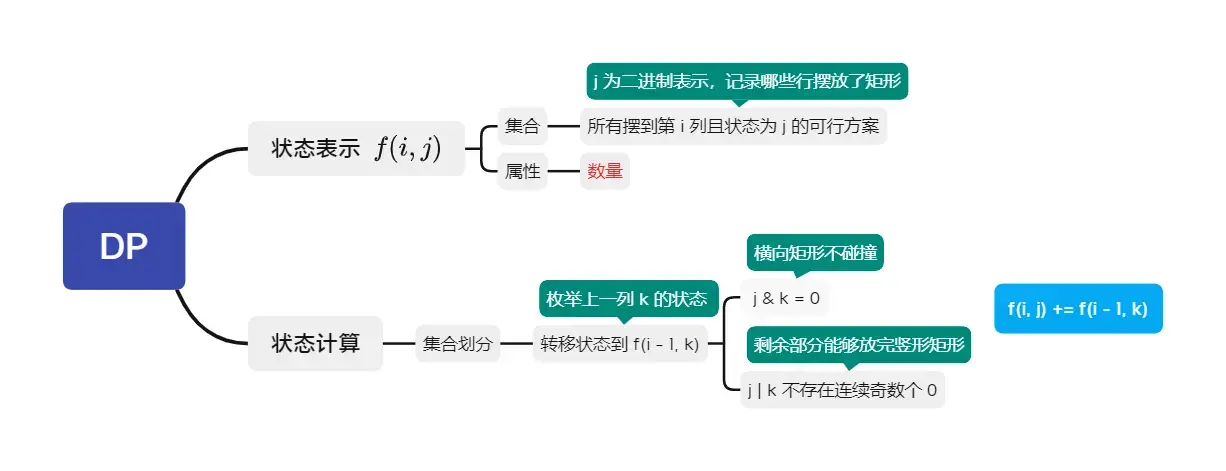 DP
状态表示 f(i, j)
集合
j 为二进制表示，记录哪些行摆放了矩形
所有摆到第 i 列且状态为 j 的可行方案
属性
数量
状态计算
集合划分
枚举上一列 k 的状态
转移状态到 f(i - 1, k)
横向矩形不碰撞
j & k = 0
剩余部分能够放完竖形矩形
j | k 不存在连续奇数个 0
f(i, j) += f(i - 1, k)